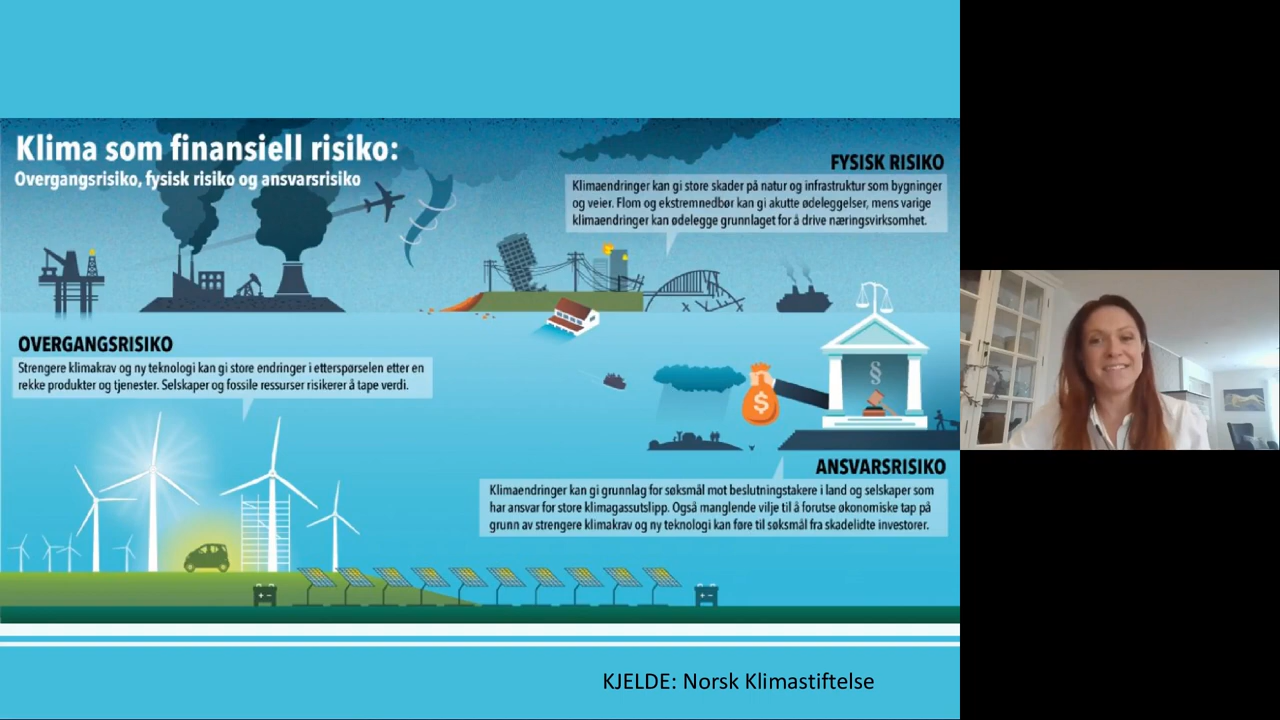 Klima som finansiell risiko:
Overgangsrisiko, fysisk risiko og ansvarsrisiko
FYSISK RISIKO
Klimaendringer kan gi store skader på natur og infrastruktur som bygninger
og veier. Flom og ekstremnedbør kan gi akutte ødeleggelser, mens varige
klimaendringer kan ødelegge grunnlaget for å drive næringsvirksomhet.
OVERGANGSRISIKO
Strengere klimakrav og ny teknologi kan gi store endringer i etterspørselen etter en
rekke produkter og tjenester. Selskaper og fossile ressurser risikerer å tape verdi.
§
$
ANSVARSRISIKO
Klimaendringer kan gi grunnlag for søksmål mot beslutningstakere i land og selskaper som
har ansvar for store klimagassutslipp. Også manglende vilje til å forutse økonomiske tap på
grunn av strengere klimakrav og ny teknologi kan føre til søksmål fra skadelidte investorer.
+ -
+ -
KJELDE: Norsk Klimastiftelse